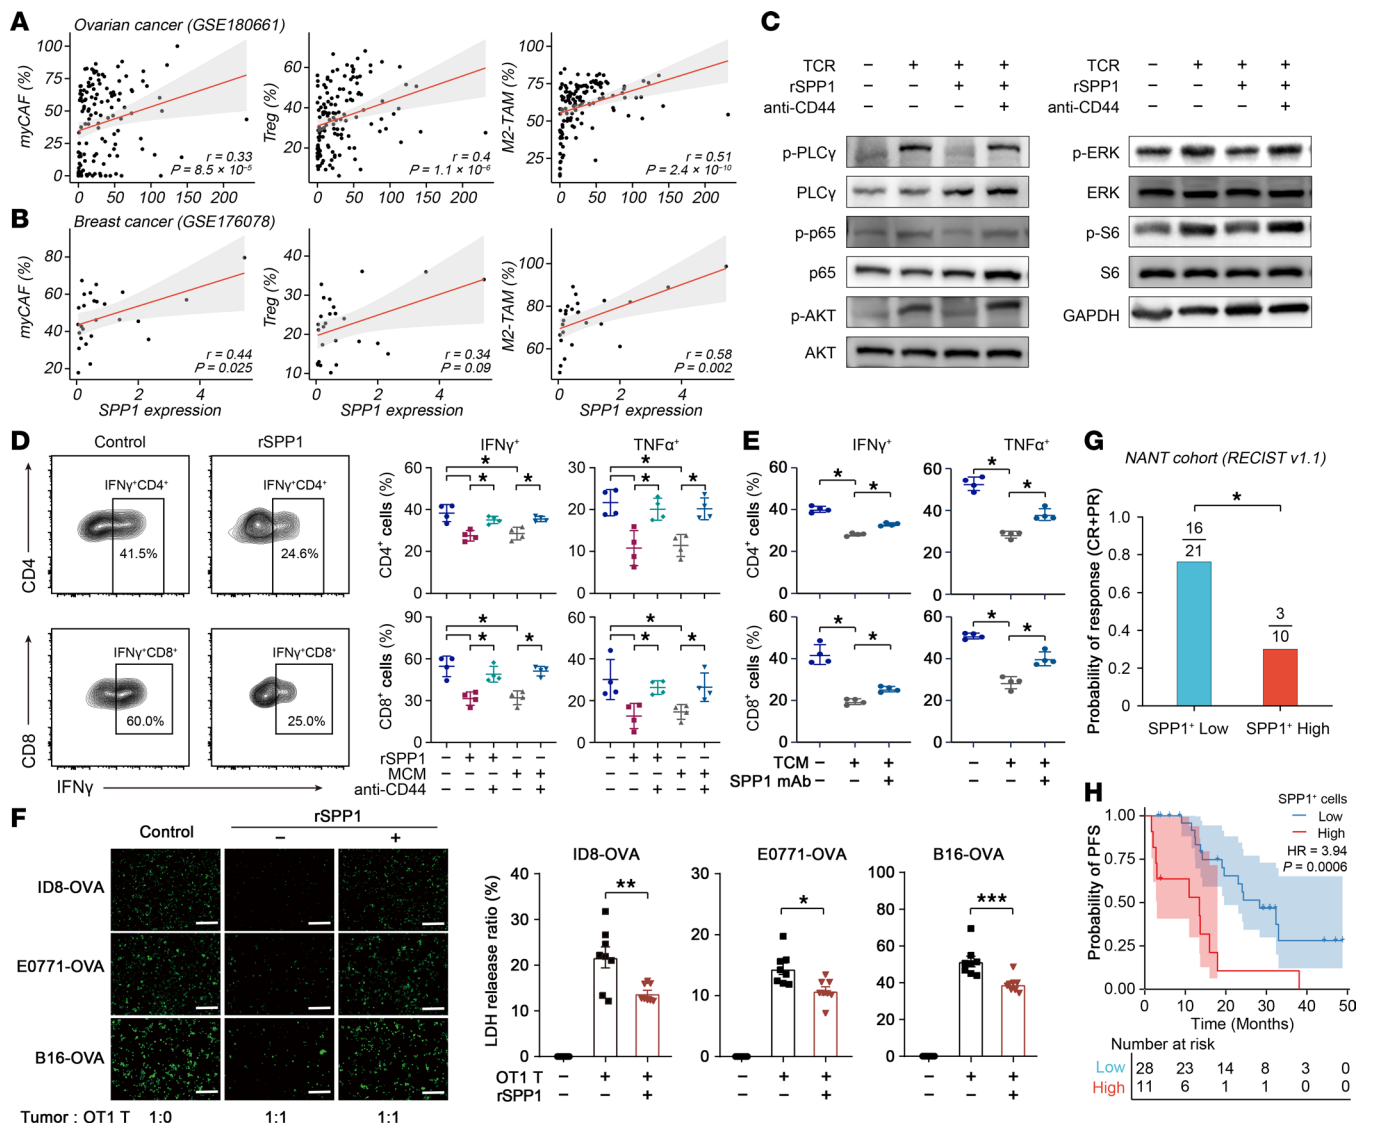 A
Ovarian cancer (GSE180661)
myCAF (%)
100
75
50
25
0
r = 0.33
P = 8.5 × 10⁻⁵
0 50 100 150 200
Treg (%)
60
40
20
r = 0.4
P = 1.1 × 10⁻⁶
0 50 100 150 200
M2-TAM (%)
100
75
50
25
r = 0.51
P = 2.4 × 10⁻¹⁰
0 50 100 150 200
B
Breast cancer (GSE176078)
myCAF (%)
80
60
40
20
r = 0.44
P = 0.025
0 2 4
SPP1 expression
Treg (%)
40
30
20
10
r = 0.34
P = 0.09
0 2 4
SPP1 expression
M2-TAM (%)
100
80
60
r = 0.58
P = 0.002
0 2 4
SPP1 expression
C
TCR − + + +
rSPP1 − − + +
anti-CD44 − − − +
p-PLCγ
PLCγ
p-p65
p65
p-AKT
AKT
TCR − + + +
rSPP1 − − + +
anti-CD44 − − − +
p-ERK
ERK
p-S6
S6
GAPDH
D
Control
rSPP1
CD4
IFNγ⁺CD4⁺
41.5%
IFNγ⁺CD4⁺
24.6%
CD8
IFNγ⁺CD8⁺
60.0%
IFNγ⁺CD8⁺
25.0%
IFNγ
IFNγ⁺
CD4⁺ cells (%)
60
40
20
0
* * *
TNFα⁺
30
20
10
0
* * *
CD8⁺ cells (%)
90
60
30
0
* * *
60
40
20
0
* * *
rSPP1 − + + − − − + + − −
MCM − − − + + − − − + +
anti-CD44 − − + − + − − + − +
E
IFNγ⁺
CD4⁺ cells (%)
60
40
20
0
* *
TNFα⁺
60
40
20
0
* *
CD8⁺ cells (%)
60
40
20
0
* *
60
40
20
0
* *
TCM − + + − + +
SPP1 mAb − − + − − +
G
NANT cohort (RECIST v1.1)
Probability of response (CR+PR)
1.0
0.8
0.6
0.4
0.2
0
*
16
21
3
10
SPP1⁺ Low SPP1⁺ High
F
rSPP1
Control − +
ID8-OVA
E0771-OVA
B16-OVA
Tumor : OT1 T 1:0 1:1 1:1
LDH relaease ratio (%)
ID8-OVA
40
30
20
10
0
**
E0771-OVA
30
20
10
0
*
B16-OVA
100
80
60
40
20
0
***
OT1 T − + + − + + − + +
rSPP1 − − + − − + − − +
H
Probability of PFS
1.00
0.75
0.50
0.25
0.00
SPP1⁺ cells
Low
High
HR = 3.94
P = 0.0006
0 10 20 30 40 50
Time (Months)
Number at risk
Low 28 23 14 8 3 0
High 11 6 1 1 0 0